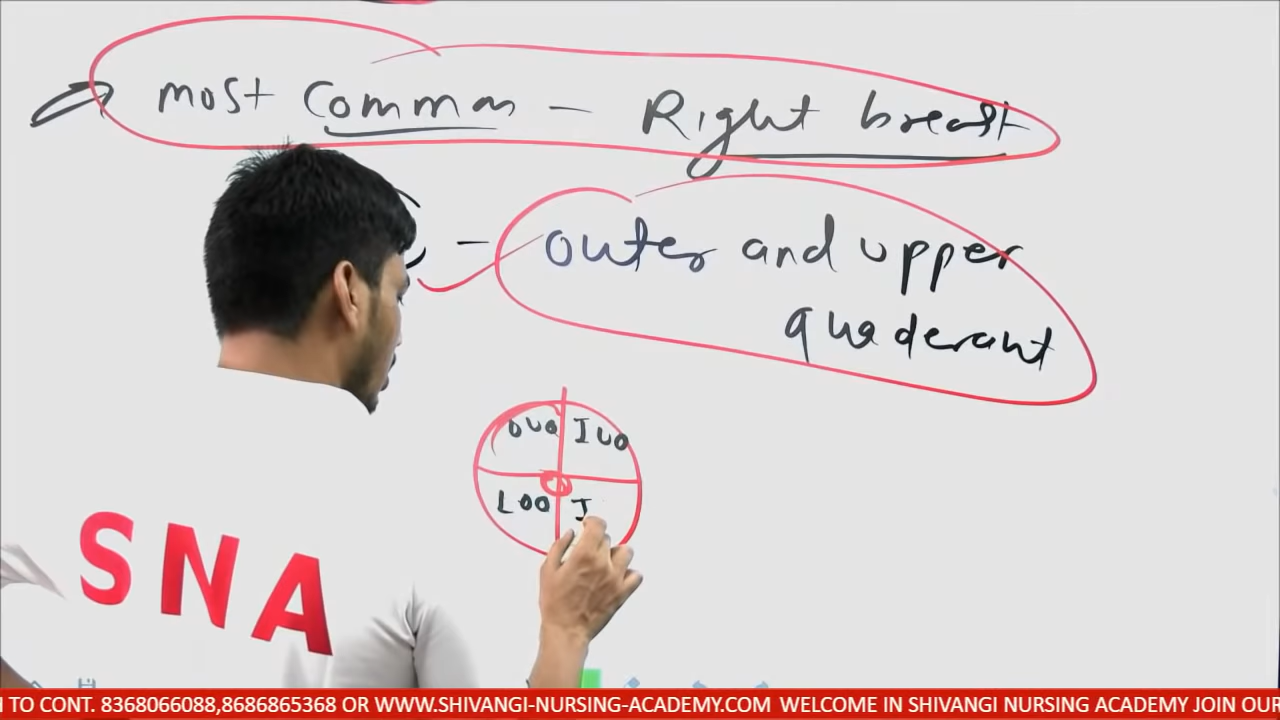 most Common - Right breast
- outer and upper
quaderant
OUQ IUQ
LOQ I
SNA
TO CONT. 8368066088,8686865368 OR WWW.SHIVANGI-NURSING-ACADEMY.COM WELCOME IN SHIVANGI NURSING ACADEMY JOIN OUR